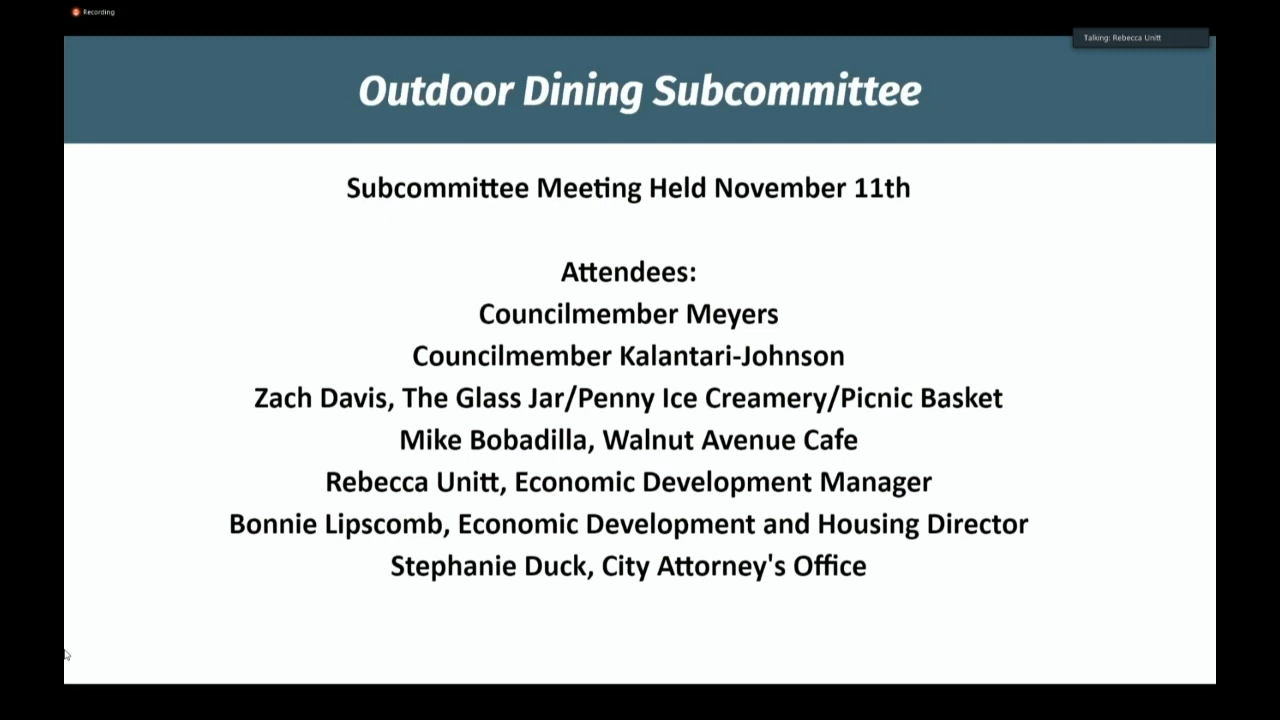 Recording
Talking: Rebecca Unitt
Outdoor Dining Subcommittee
Subcommittee Meeting Held November 11th
Attendees:
Councilmember Meyers
Councilmember Kalantari-Johnson
Zach Davis, The Glass Jar/Penny Ice Creamery/Picnic Basket
Mike Bobadilla, Walnut Avenue Cafe
Rebecca Unitt, Economic Development Manager
Bonnie Lipscomb, Economic Development and Housing Director
Stephanie Duck, City Attorney's Office